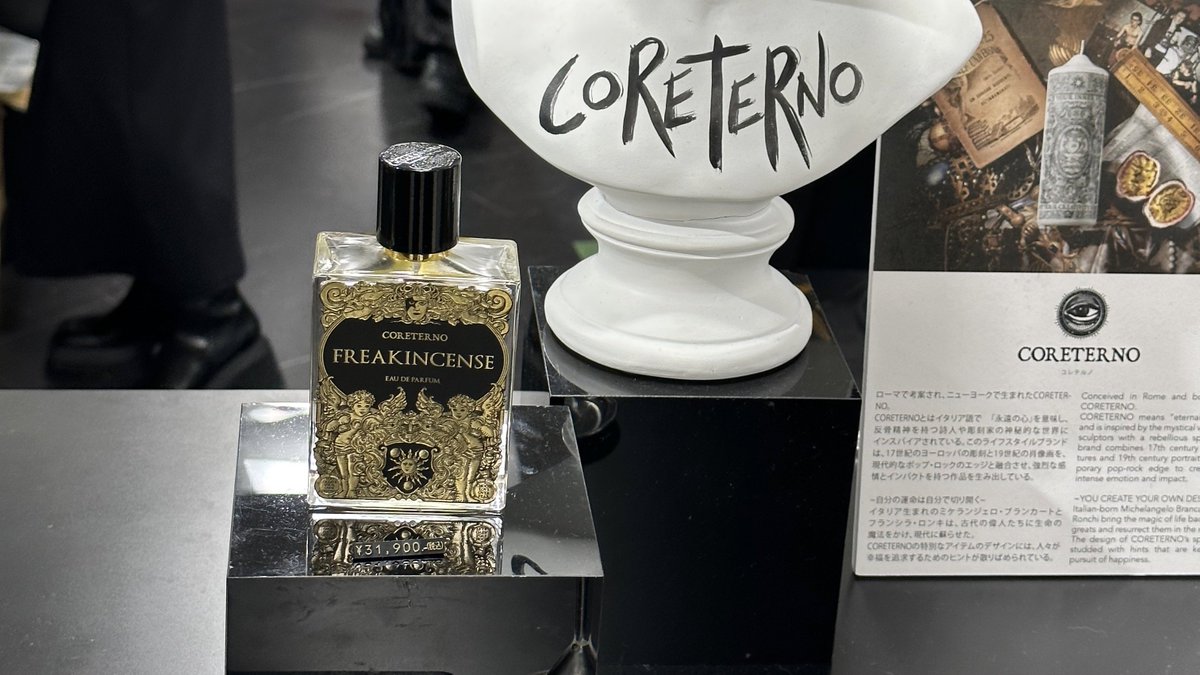 CORETERNO
CORETERNO
FREAKINCENSE
EAU DE PARFUM
¥31,900
CORETERNO
CORETERNO
コレテルノ
ローマで考案され、ニューヨークで生まれたCORETER-
NO。
CORETERNOとはイタリア語で 「永遠の心」を意味し、
反骨精神を持つ詩人や彫刻家の神秘的な世界に
インスパイアされている。このライフスタイルブランド
は、17世紀のヨーロッパの彫刻と19世紀の肖像画を、
現代的なポップ・ロックのエッジと融合させ、強烈な感
情とインパクトを持つ作品を生み出している。
~自分の運命は自分で切り開く~
イタリア生まれのミケランジェロ・ブランカートと
フランシラ・ロンキは、古代の偉人たちに生命の
魔法をかけ、現代に蘇らせた。
CORETERNOの特別なアイテムのデザインには、人々が
幸福を追求するためのヒントが散りばめられている。
Conceived in Rome and
CORETERNO.
CORETERNO means "eterna
and is inspired by the mystical
sculptors with a rebellious
brand combines 17th century
tures and 19th century portrait
porary pop-rock edge to
intense emotion and impact.
~YOU CREATE YOUR OWN
Italian-born Michelangelo
Ronchi bring the magic of life
greats and resurrect them in the
The design of CORETERNO's
studded with hints that are
pursuit of happiness.